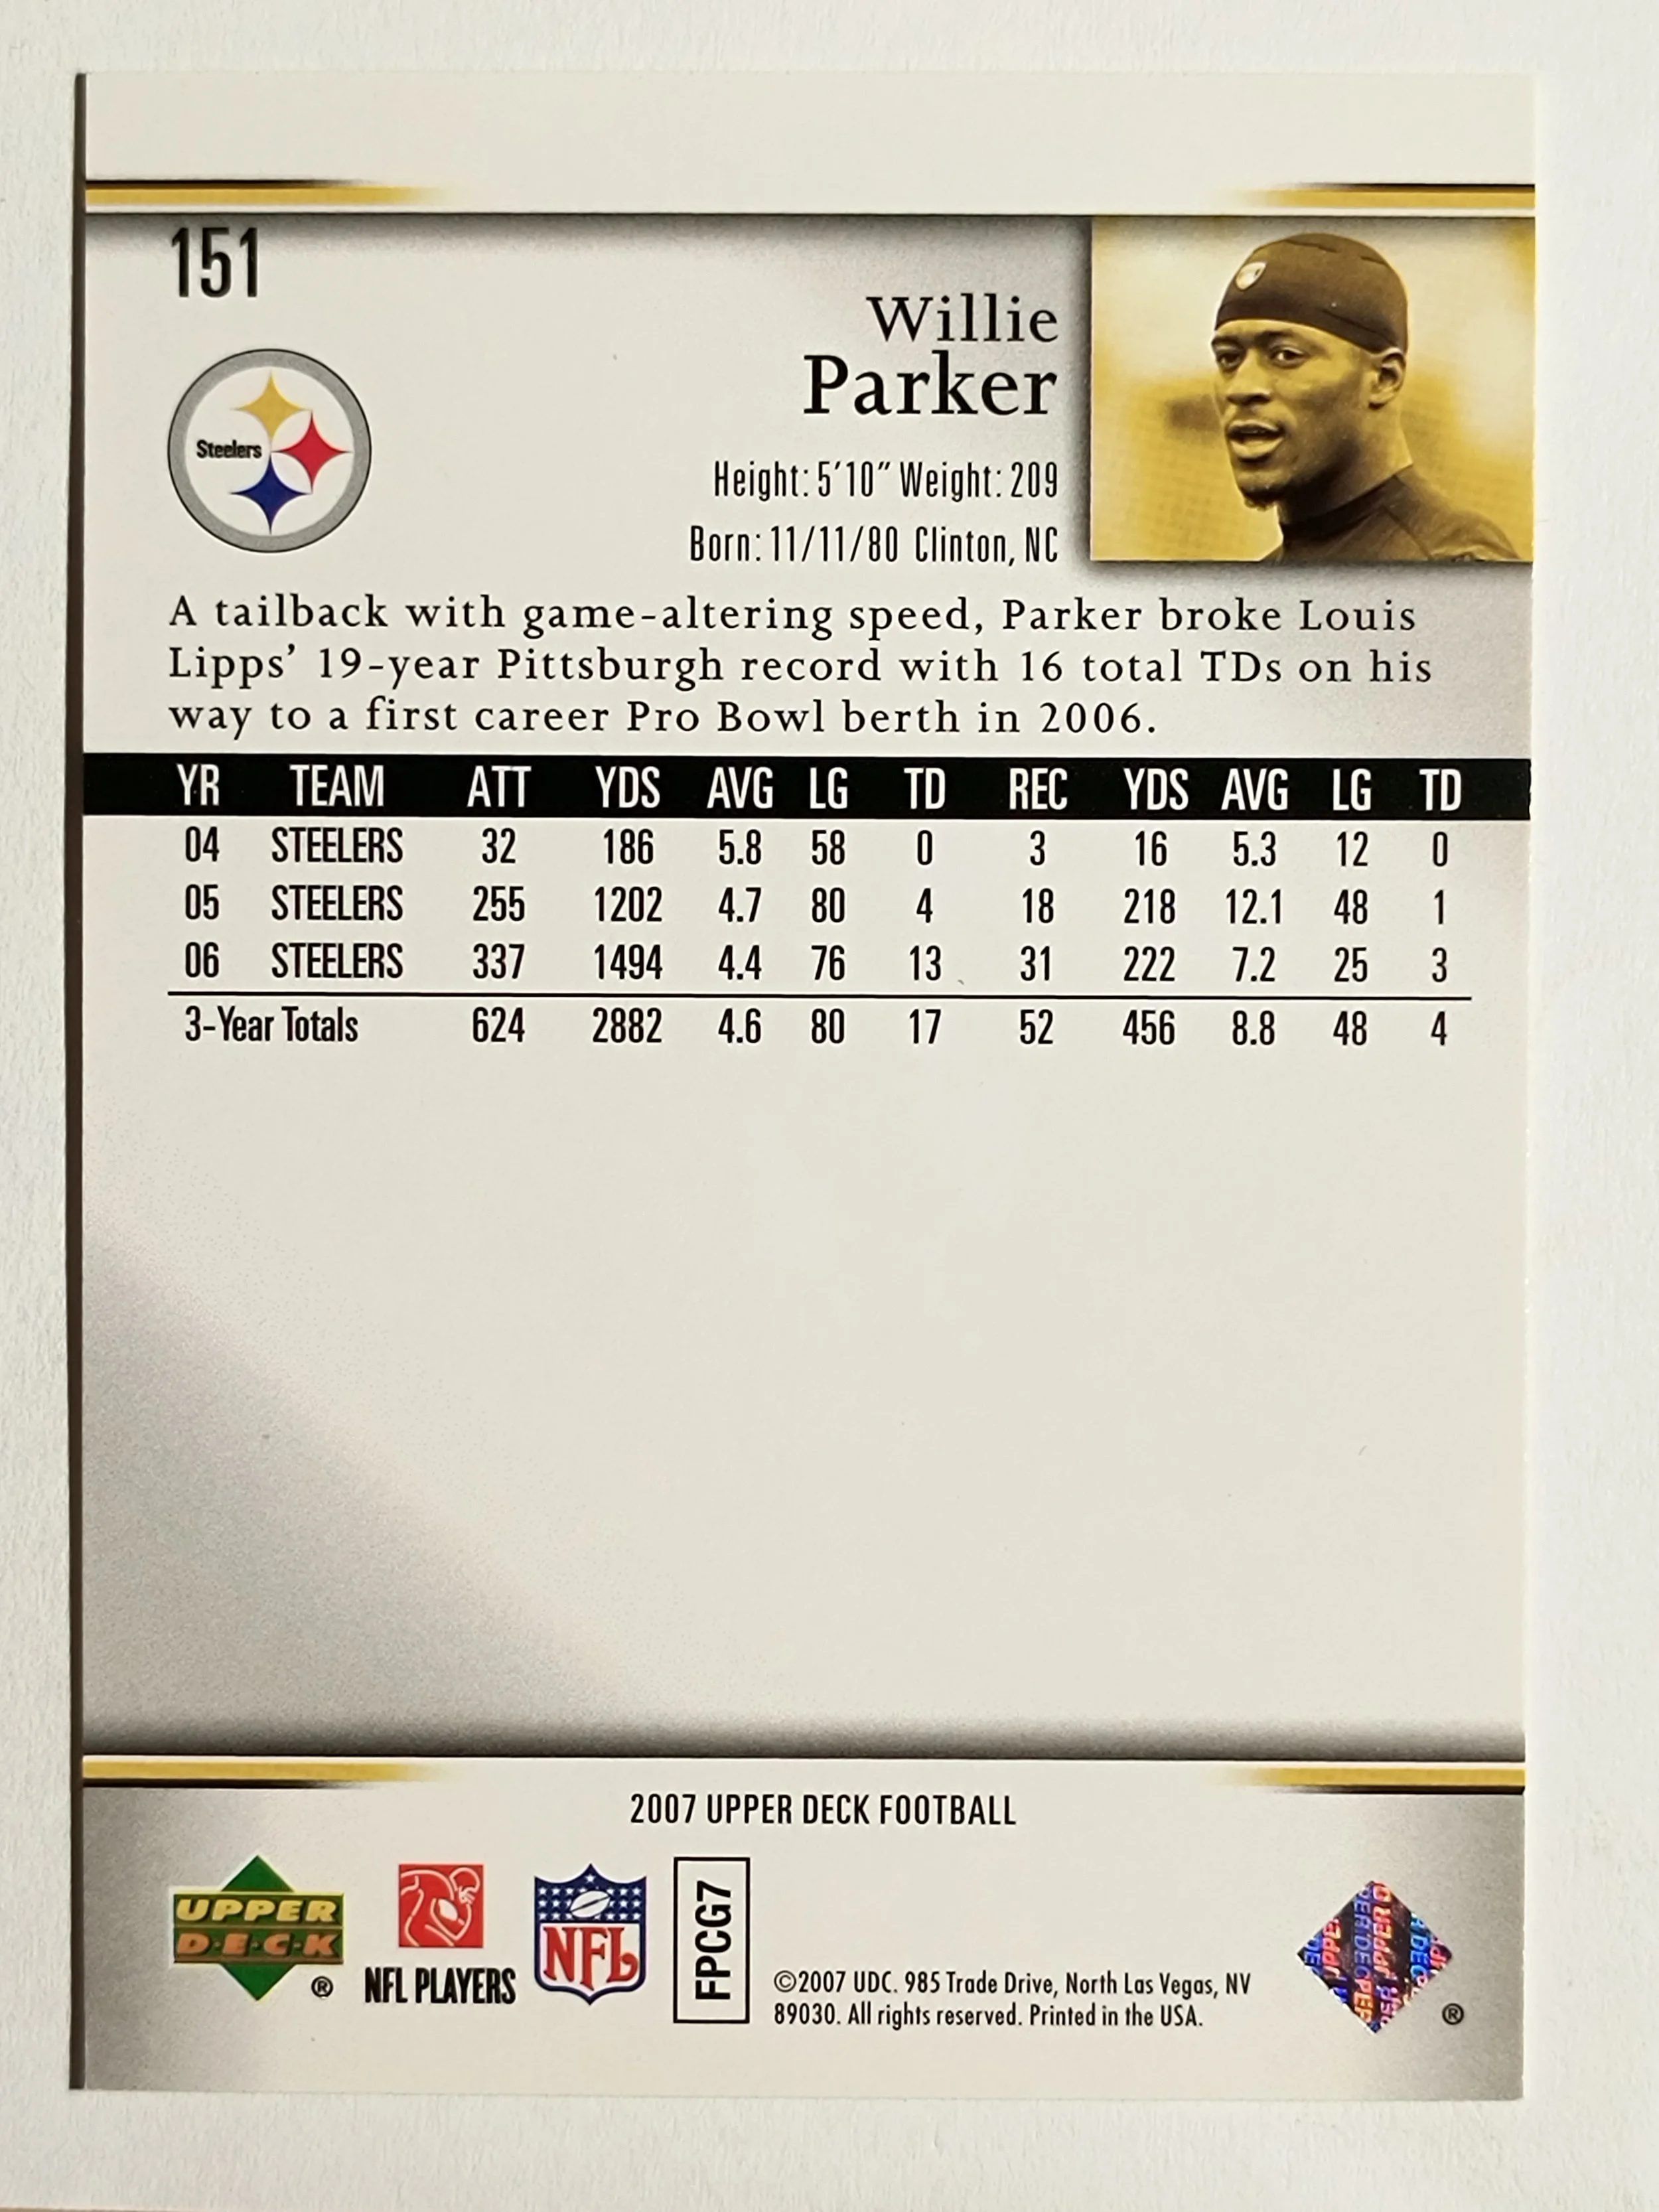 151
Willie
Parker
Steelers
Height: 5'10" Weight: 209
Born: 11/11/80 Clinton, NC
A tailback with game-altering speed, Parker broke Louis
Lipps' 19-year Pittsburgh record with 16 total TDs on his
way to a first career Pro Bowl berth in 2006.
YR TEAM ATT YDS AVG LG TD REC YDS AVG LG TD
04 STEELERS 32 186 5.8 58 0 3 16 5.3 12 0
05 STEELERS 255 1202 4.7 80 4 18 218 12.1 48 1
06 STEELERS 337 1494 4.4 76 13 31 222 7.2 25 3
3-Year Totals 624 2882 4.6 80 17 52 456 8.8 48 4
2007 UPPER DECK FOOTBALL
UPPER
D·E·C·K
®
NFL PLAYERS
NFL
FPCG7
©2007 UDC. 985 Trade Drive, North Las Vegas, NV
89030. All rights reserved. Printed in the USA.
®